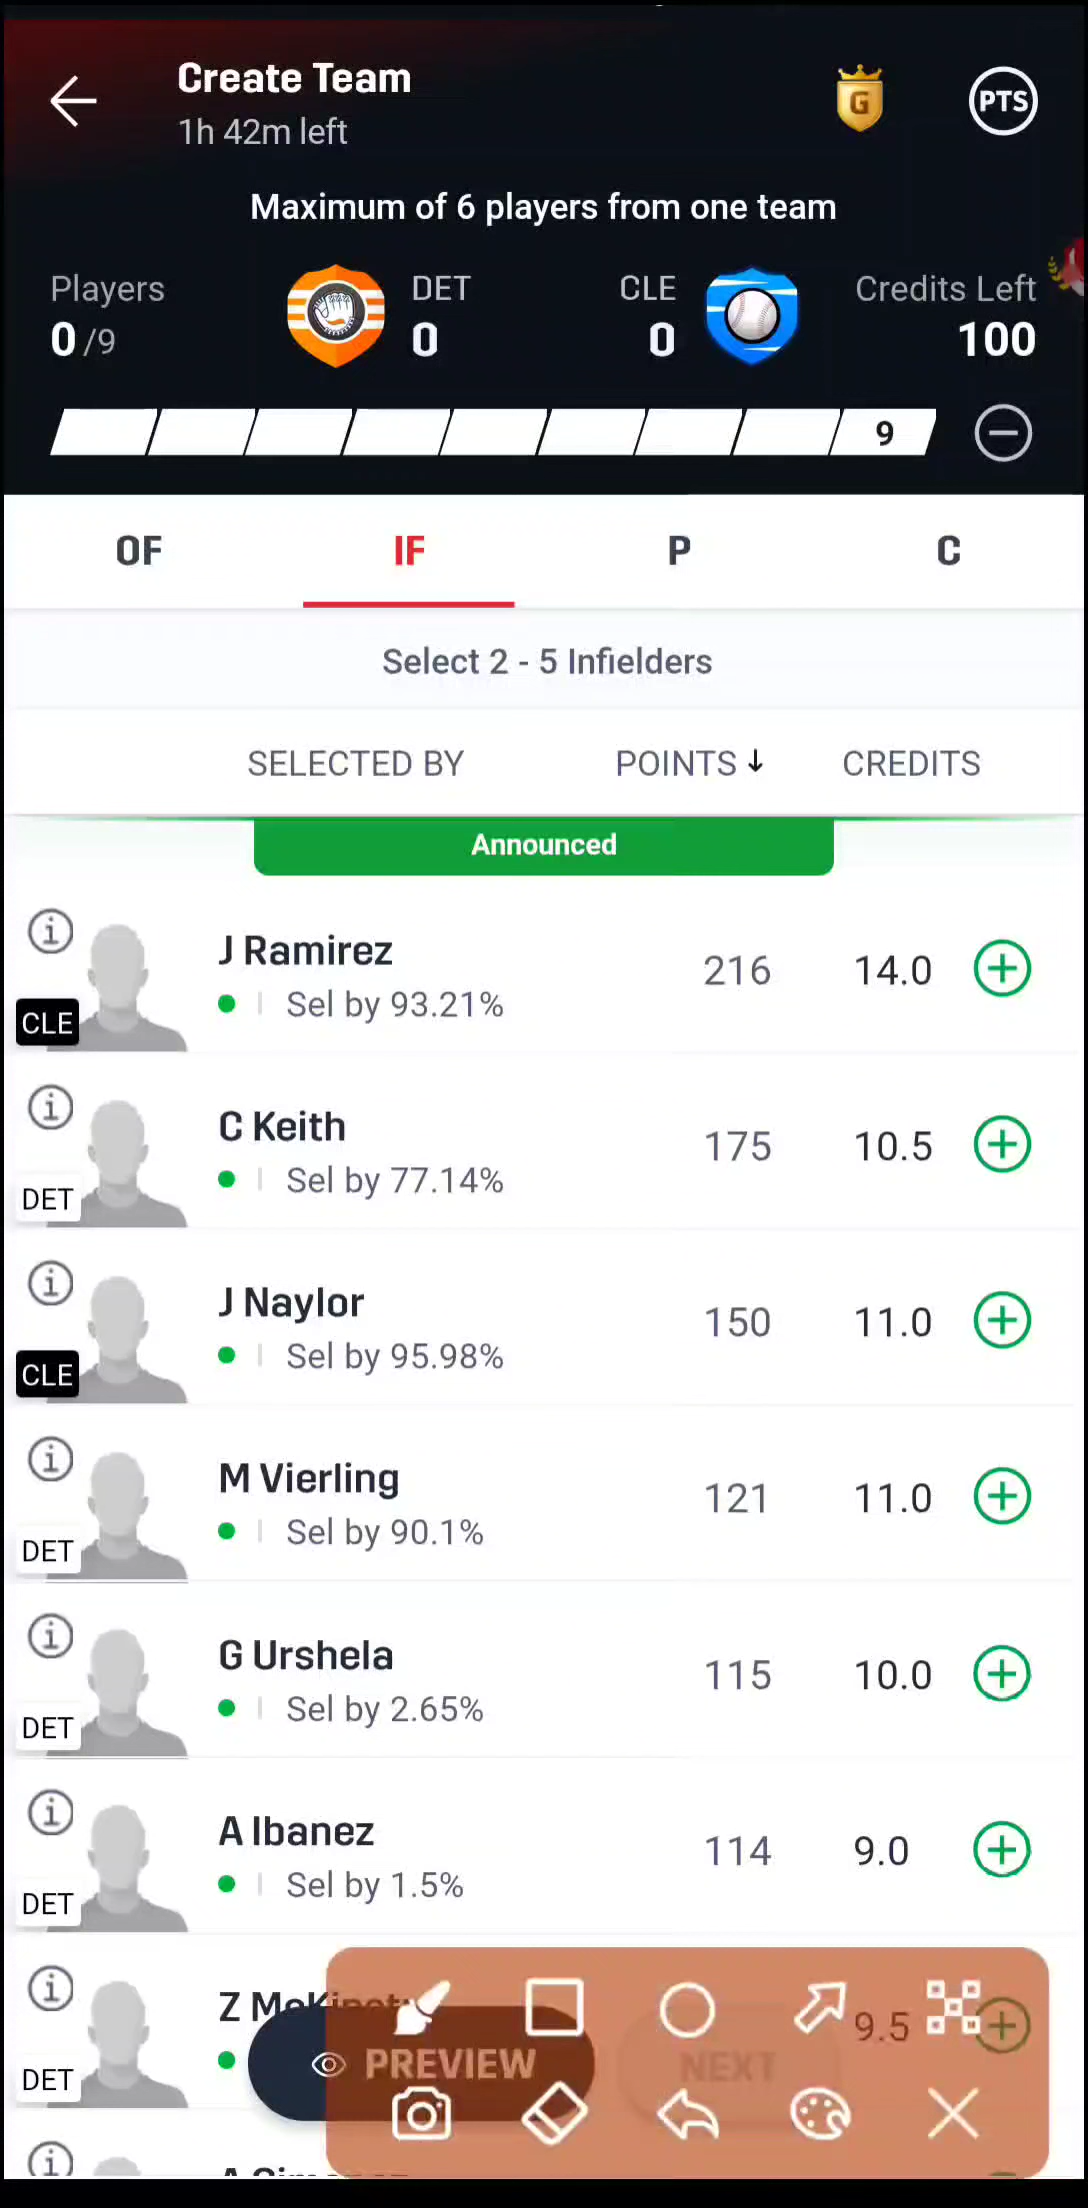 Create Team
1h 42m left
G
PTS
Maximum of 6 players from one team
Players
0/9
DET
0
CLE
0
Credits Left
100
9
OF IF P C
Select 2 - 5 Infielders
SELECTED BY POINTS ↓ CREDITS
Announced
J Ramirez
Sel by 93.21%
216 14.0
CLE
C Keith
Sel by 77.14%
175 10.5
DET
J Naylor
Sel by 95.98%
150 11.0
CLE
M Vierling
Sel by 90.1%
121 11.0
DET
G Urshela
Sel by 2.65%
115 10.0
DET
A Ibanez
Sel by 1.5%
114 9.0
DET
Z
9.5
DET
PREVIEW
NEXT
A